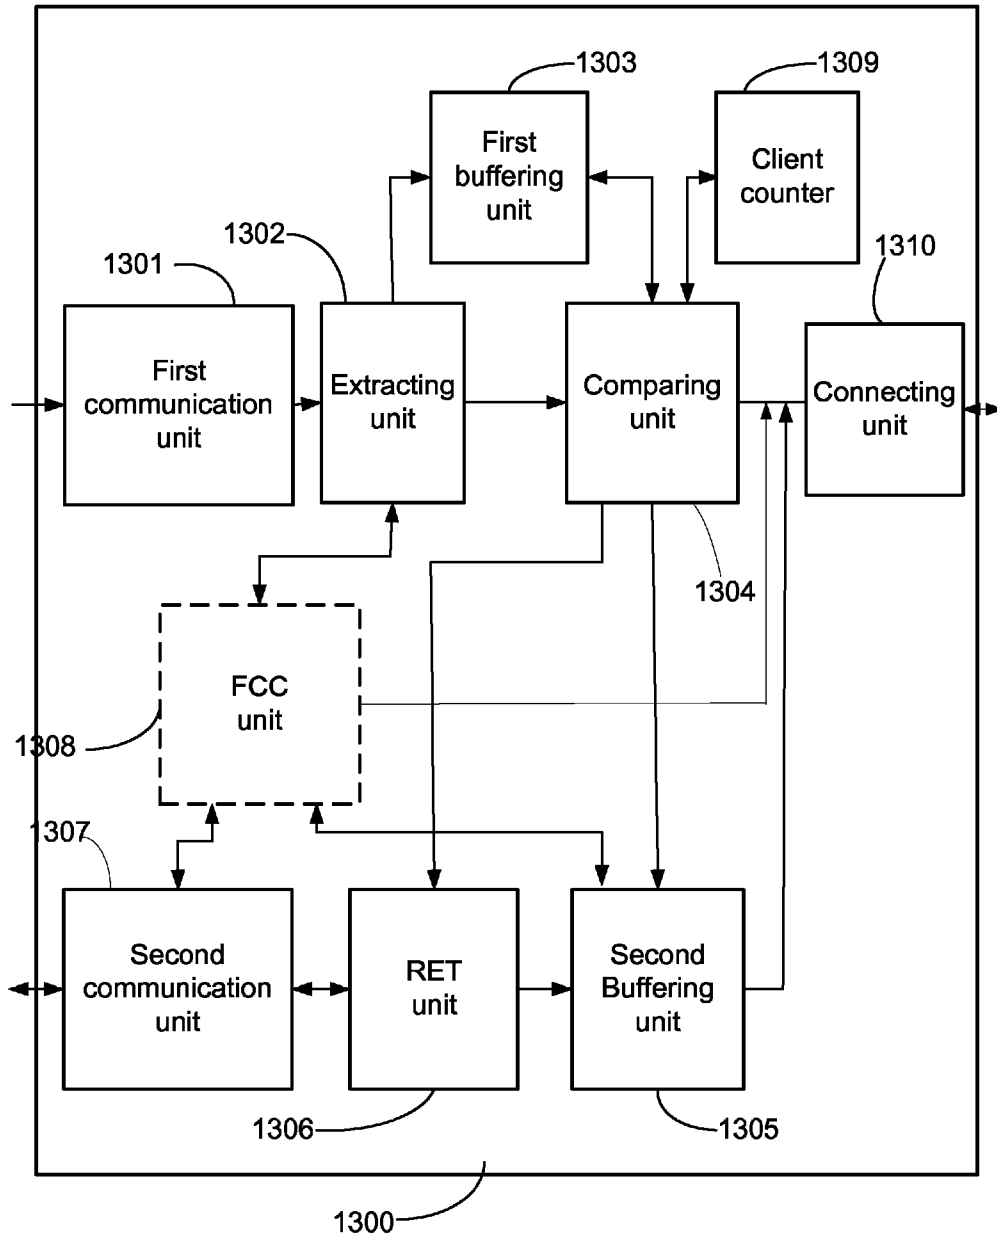 1303
1309
First
buffering
unit
Client
counter
1302
1310
1301
First
communication
unit
Extracting
unit
Comparing
unit
Connecting
unit
1304
FCC
unit
1308
1307
Second
communication
unit
RET
unit
Second
Buffering
unit
1306
1305
1300